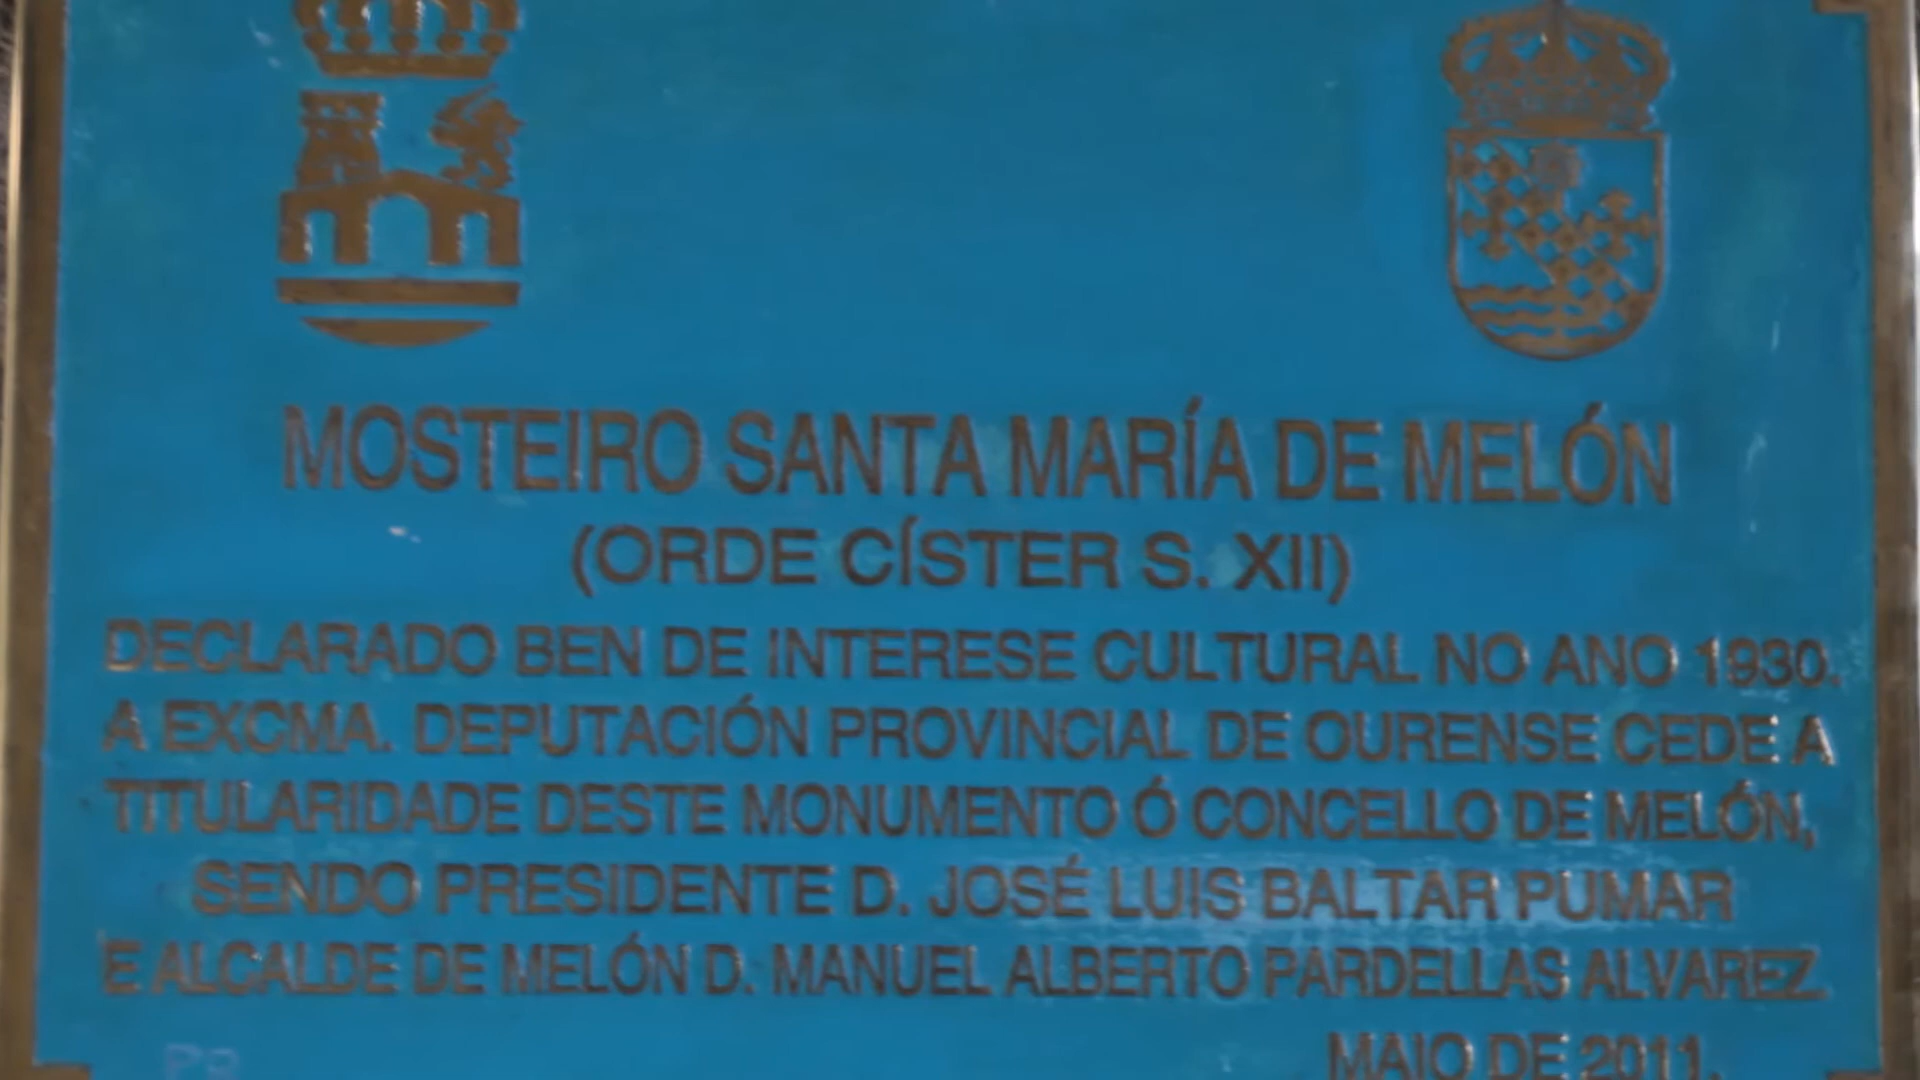 MOSTEIRO SANTA MARÍA DE MELÓN
(ORDE CÍSTER S. XII)
DECLARADO BEN DE INTERESE CULTURAL NO ANO 1930.
A EXCMA. DEPUTACIÓN PROVINCIAL DE OURENSE CEDE A
TITULARIDADE DESTE MONUMENTO Ó CONCELLO DE MELÓN,
SENDO PRESIDENTE D. JOSÉ LUIS BALTAR PUMAR
E ALCALDE DE MELÓN D. MANUEL ALBERTO PARDELLAS ALVAREZ.
MAIO DE 2011.